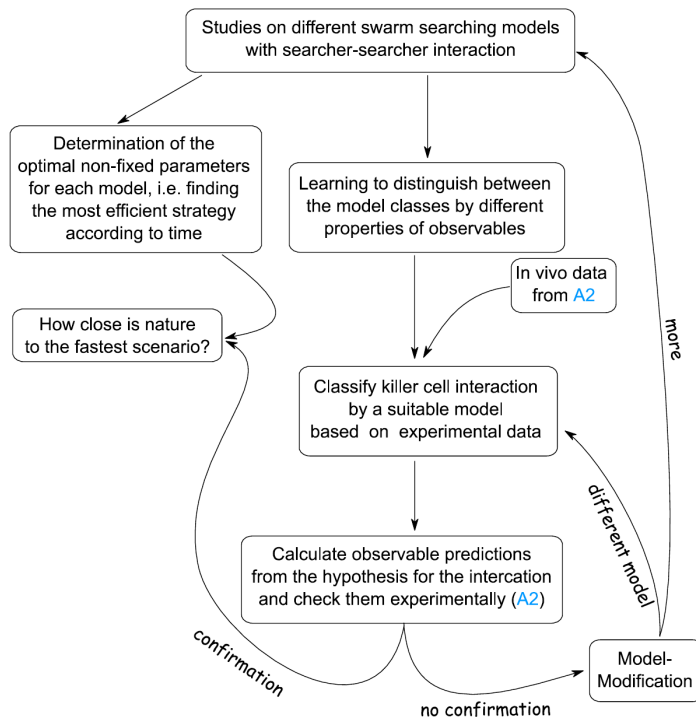 Studies on different swarm searching models
with searcher-searcher interaction
Determination of the
optimal non-fixed parameters
for each model, i.e. finding
the most efficient strategy
according to time
Learning to distinguish between
the model classes by different
properties of observables
In vivo data
from A2
How close is nature
to the fastest scenario?
more
Classify killer cell interaction
by a suitable model
based on experimental data
different model
Calculate observable predictions
from the hypothesis for the intercation
and check them experimentally (A2)
confirmation
no confirmation
Model-
Modification